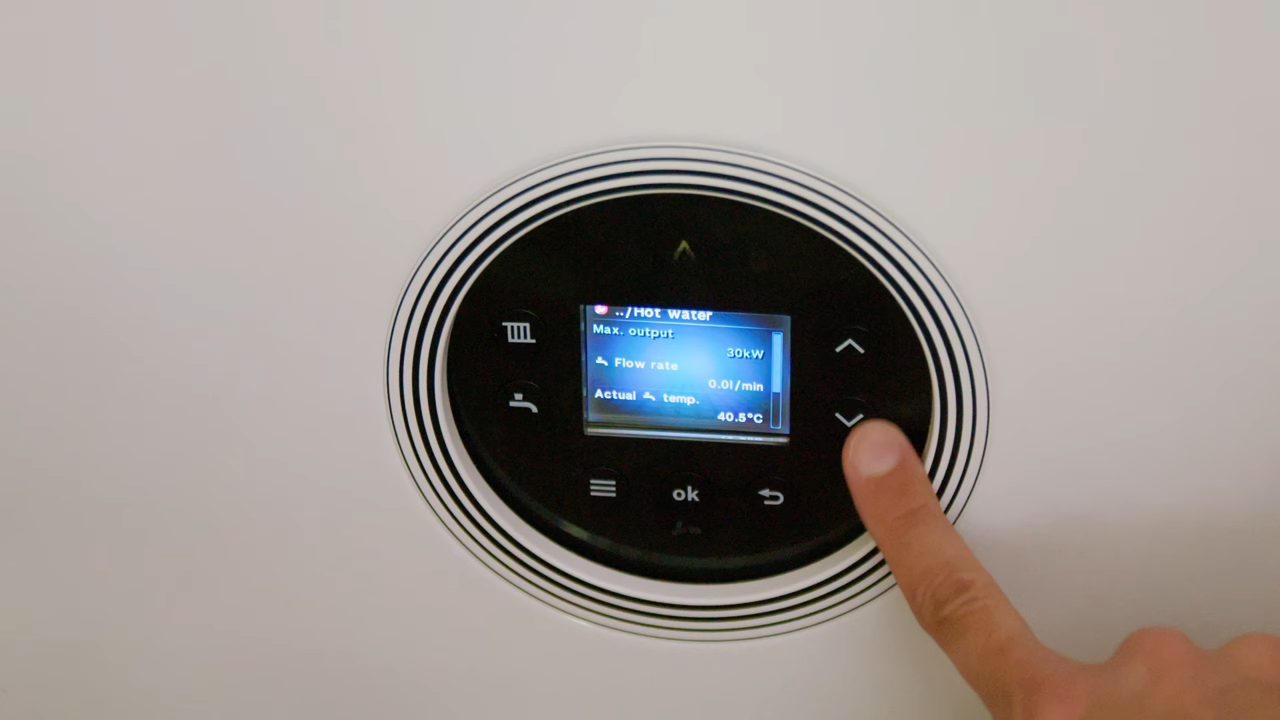 ../Hot water
Max. output
30kW
Flow rate
0.0l/min
Actual temp.
40.5°C
ok